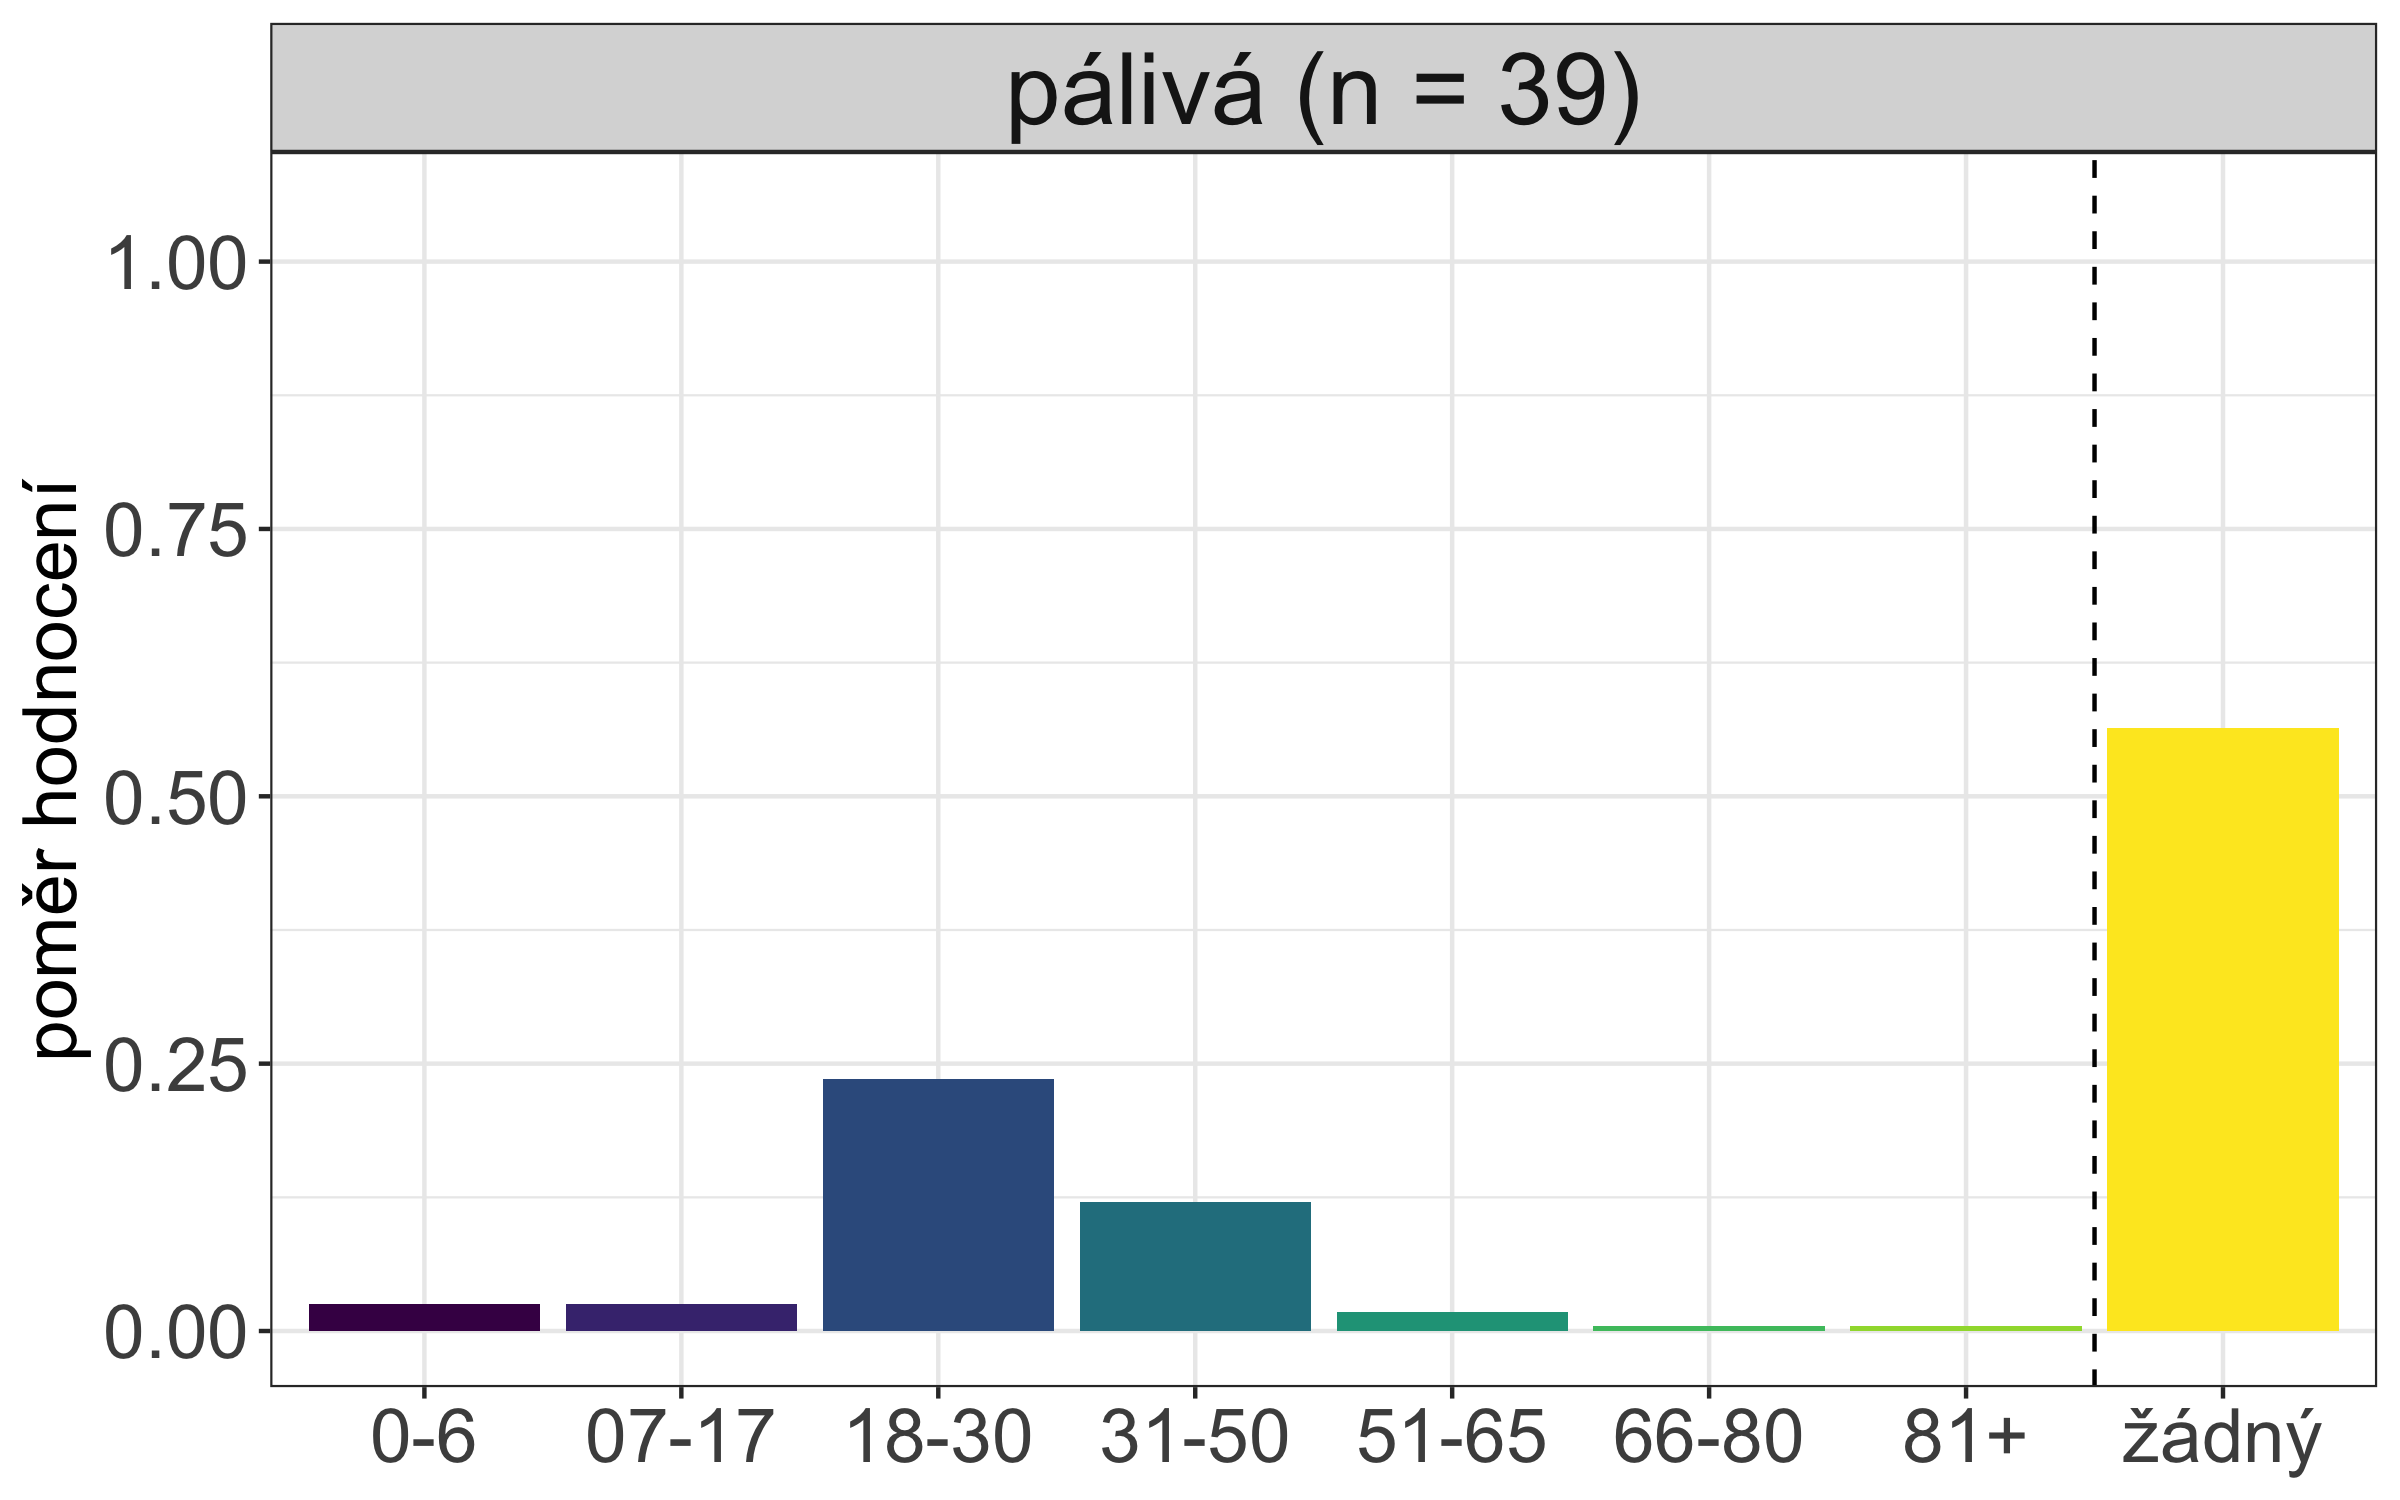 pálivá (n = 39)
poměr hodnocení
1.00
0.75
0.50
0.25
0.00
0-6 07-17 18-30 31-50 51-65 66-80 81+ žádný